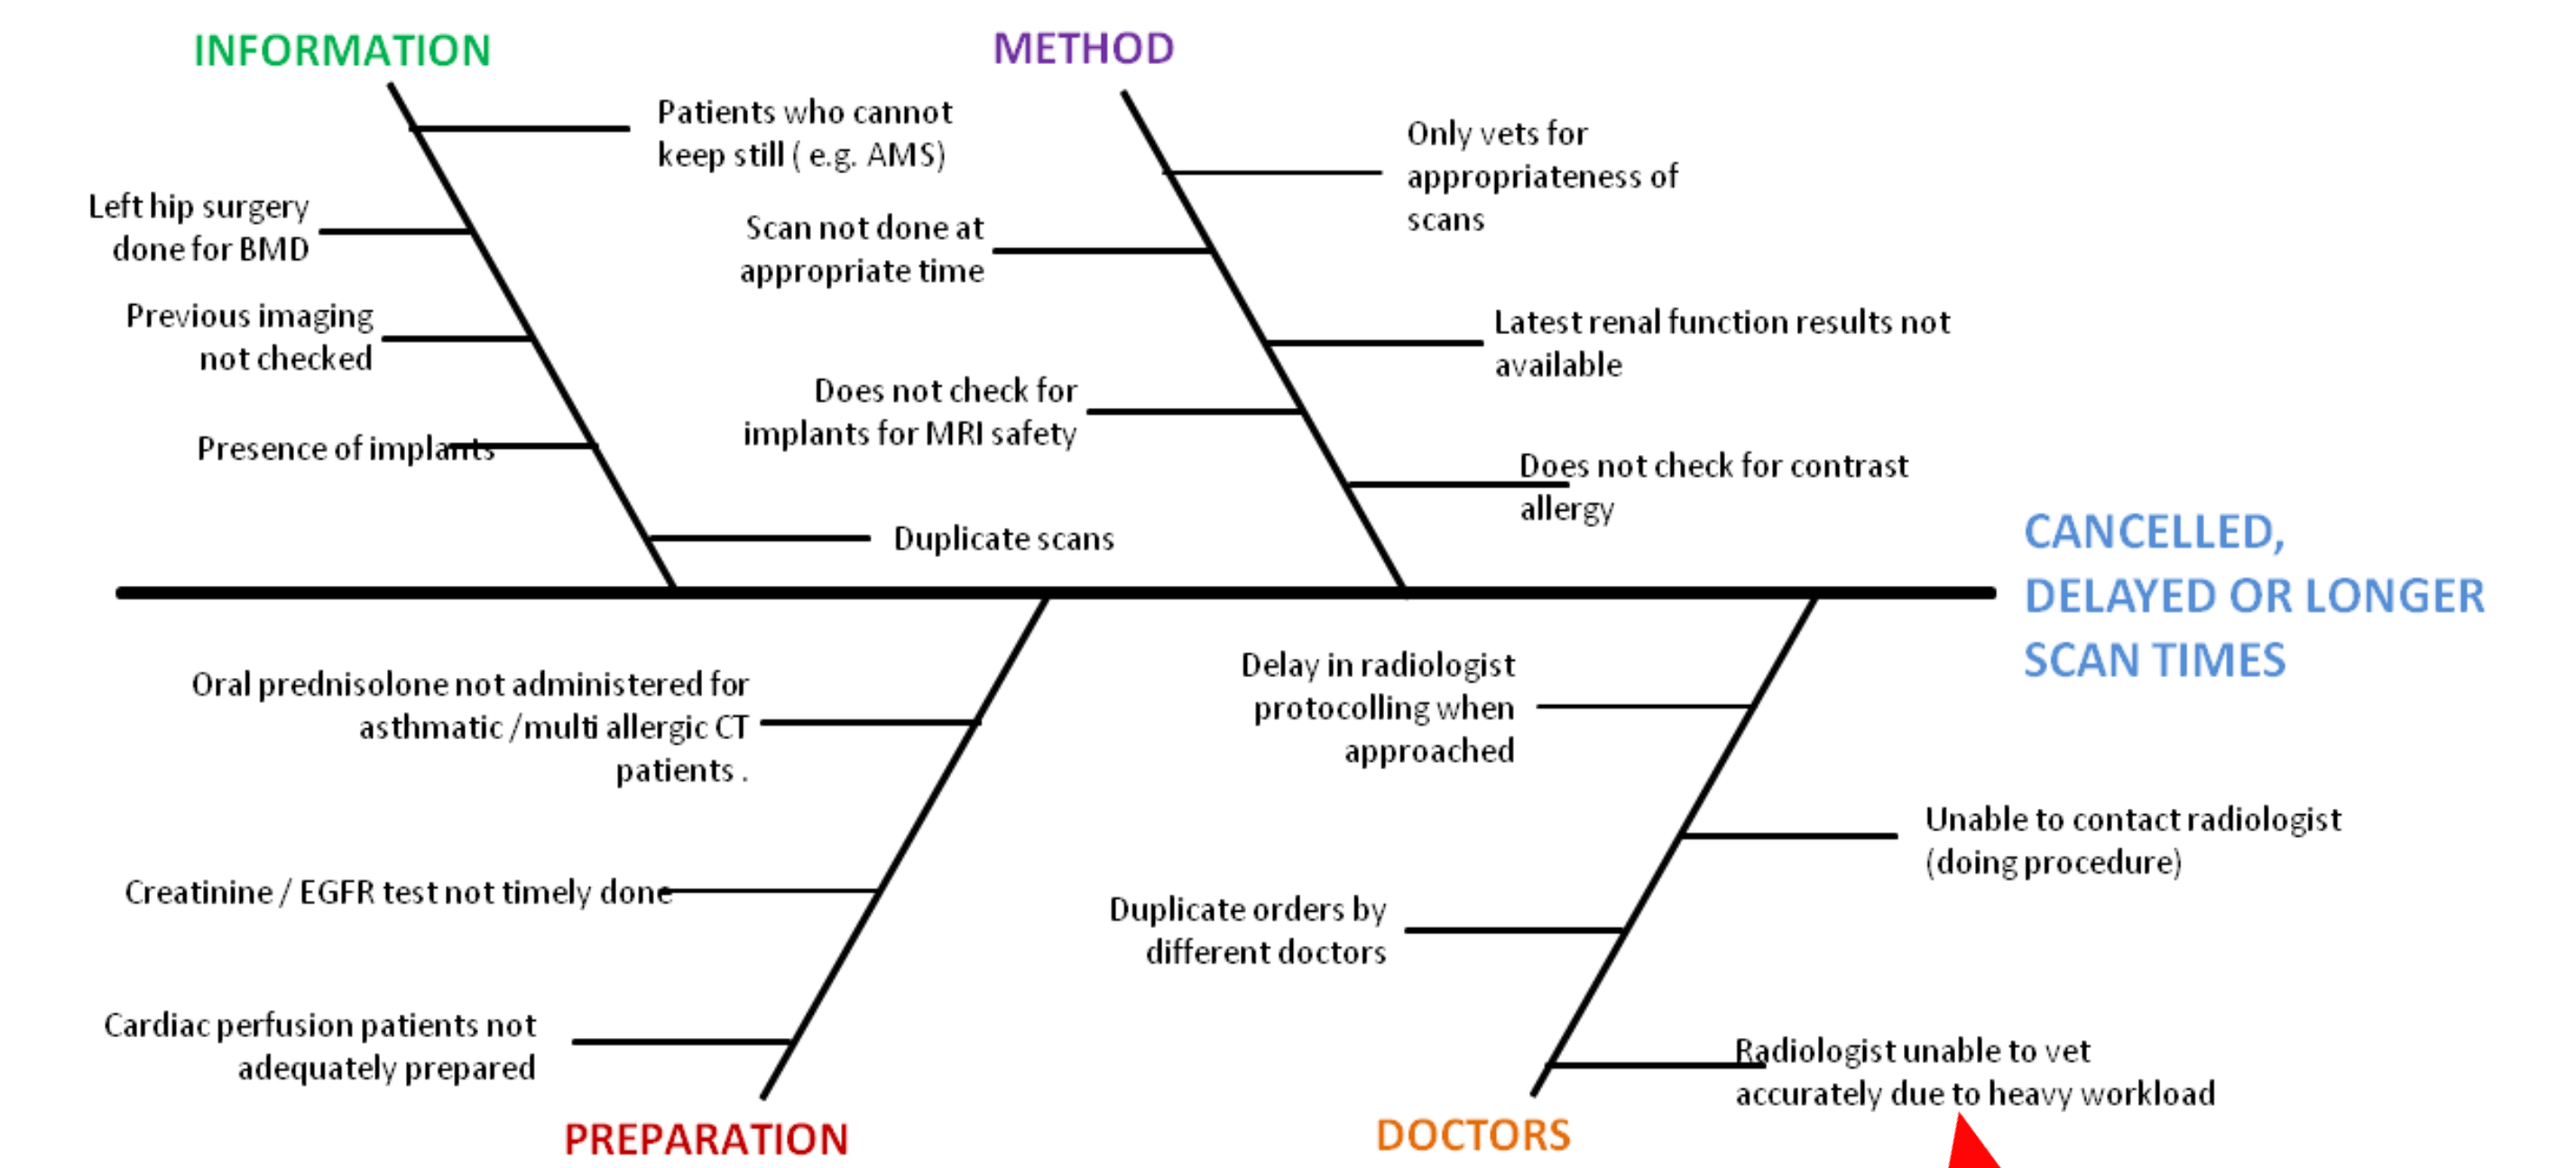 INFORMATION
Patients who cannot
keep still ( e.g. AMS)
Left hip surgery
done for BMD
Previous imaging
not checked
Presence of implants
Duplicate scans
METHOD
Only vets for
appropriateness of
scans
Scan not done at
appropriate time
Latest renal function results not
available
Does not check for
implants for MRI safety
Does not check for contrast
allergy
CANCELLED,
DELAYED OR LONGER
SCAN TIMES
Oral prednisolone not administered for
asthmatic /multi allergic CT
patients .
Creatinine / EGFR test not timely done
Cardiac perfusion patients not
adequately prepared
PREPARATION
Delay in radiologist
protocolling when
approached
Unable to contact radiologist
(doing procedure)
Duplicate orders by
different doctors
Radiologist unable to vet
accurately due to heavy workload
DOCTORS